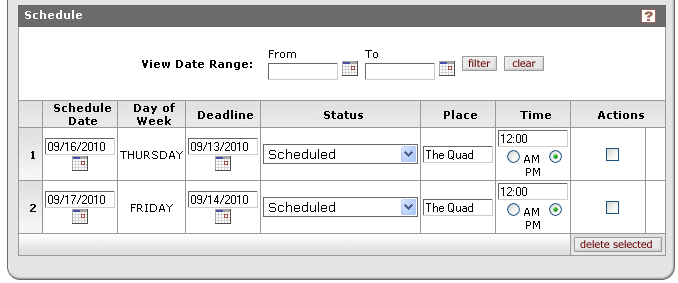 Schedule ?
From To
View Date Range: filter clear
Schedule Date Day of Week Deadline Status Place Time Actions
1 09/16/2010 THURSDAY 09/13/2010 Scheduled The Quad 12:00
AM
PM
2 09/17/2010 FRIDAY 09/14/2010 Scheduled The Quad 12:00
AM
PM
delete selected